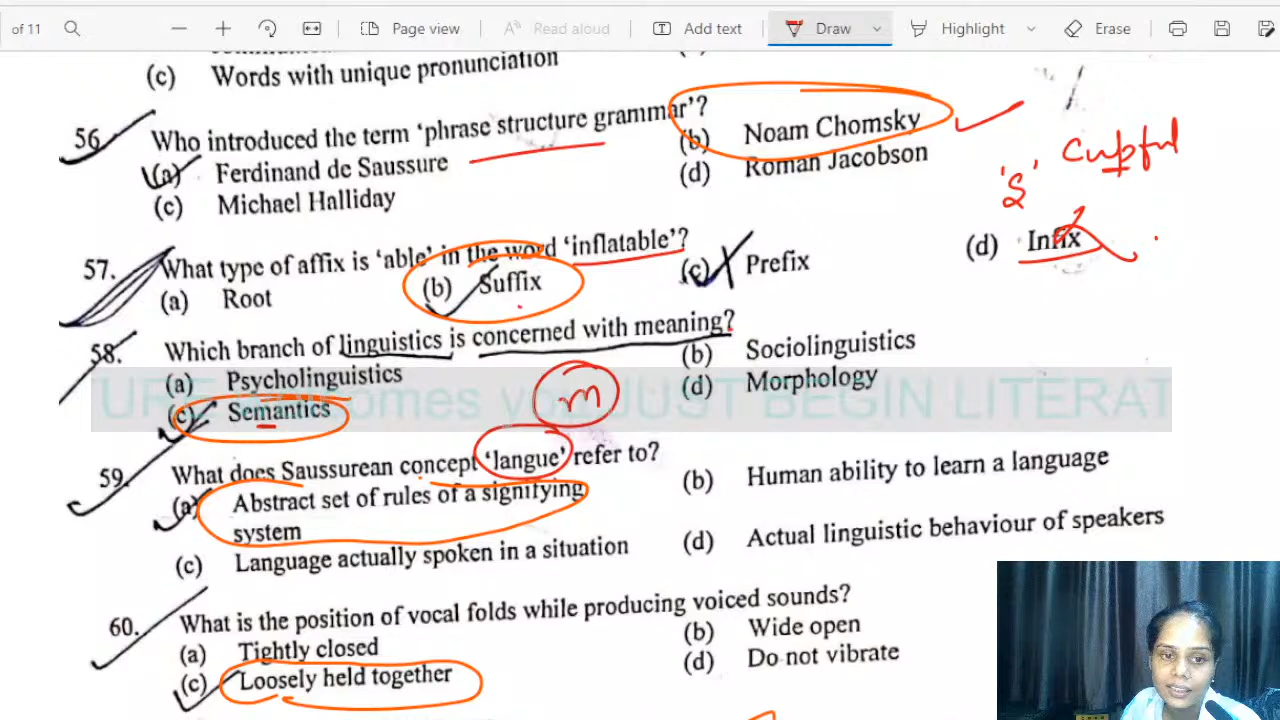 of 11 Page view Read aloud Add text Draw Highlight Erase
(c) Words with unique pronunciation
56 Who introduced the term 'phrase structure grammar'?
(a) Ferdinand de Saussure (b) Noam Chomsky
(c) Michael Halliday (d) Roman Jacobson
'S' Cupful
57. What type of affix is 'able' in the word 'inflatable'?
(a) Root (b) Suffix (c) Prefix (d) Infix
58. Which branch of linguistics is concerned with meaning?
(a) Psycholinguistics (b) Sociolinguistics
(c) Semantics (d) Morphology
m
comes you JUST BEGIN LITERAT
59. What does Saussurean concept 'langue' refer to?
(a) Abstract set of rules of a signifying system (b) Human ability to learn a language
(c) Language actually spoken in a situation (d) Actual linguistic behaviour of speakers
60. What is the position of vocal folds while producing voiced sounds?
(a) Tightly closed (b) Wide open
(c) Loosely held together (d) Do not vibrate